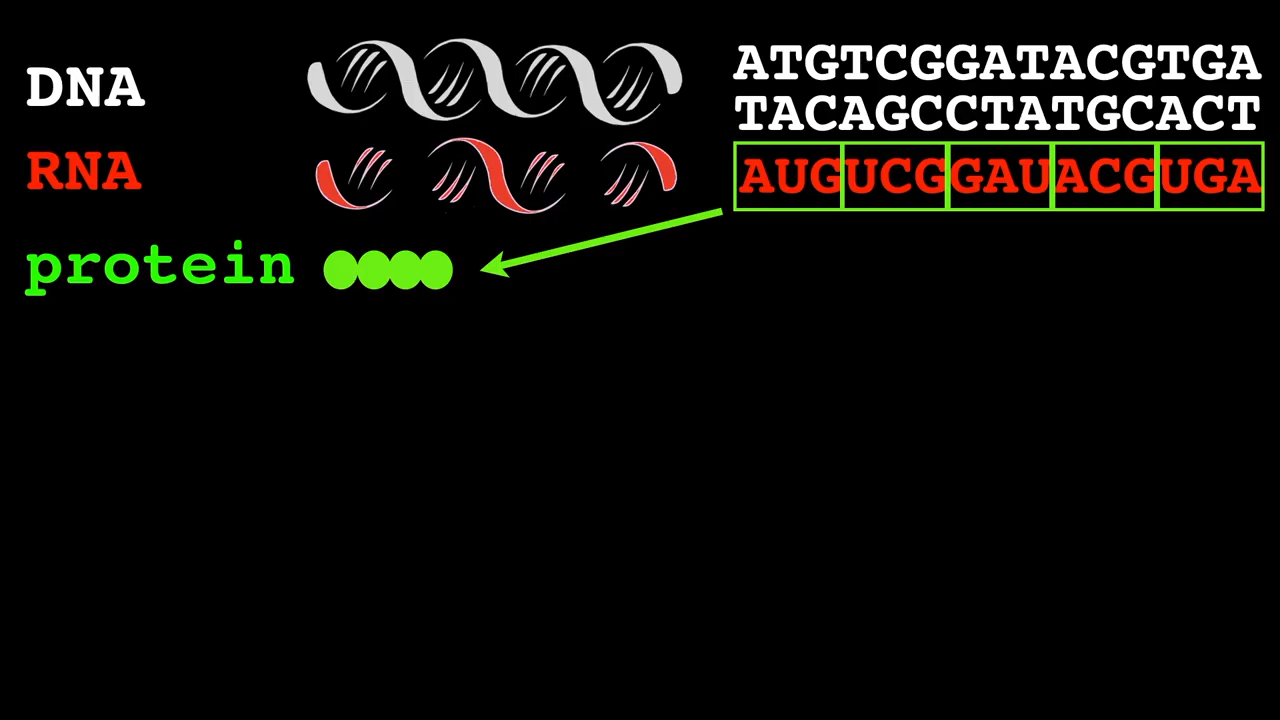 DNA
ATGTCGGATACGTGA
TACAGCCTATGCACT
RNA
AUGUCGGAUACGUGA
protein